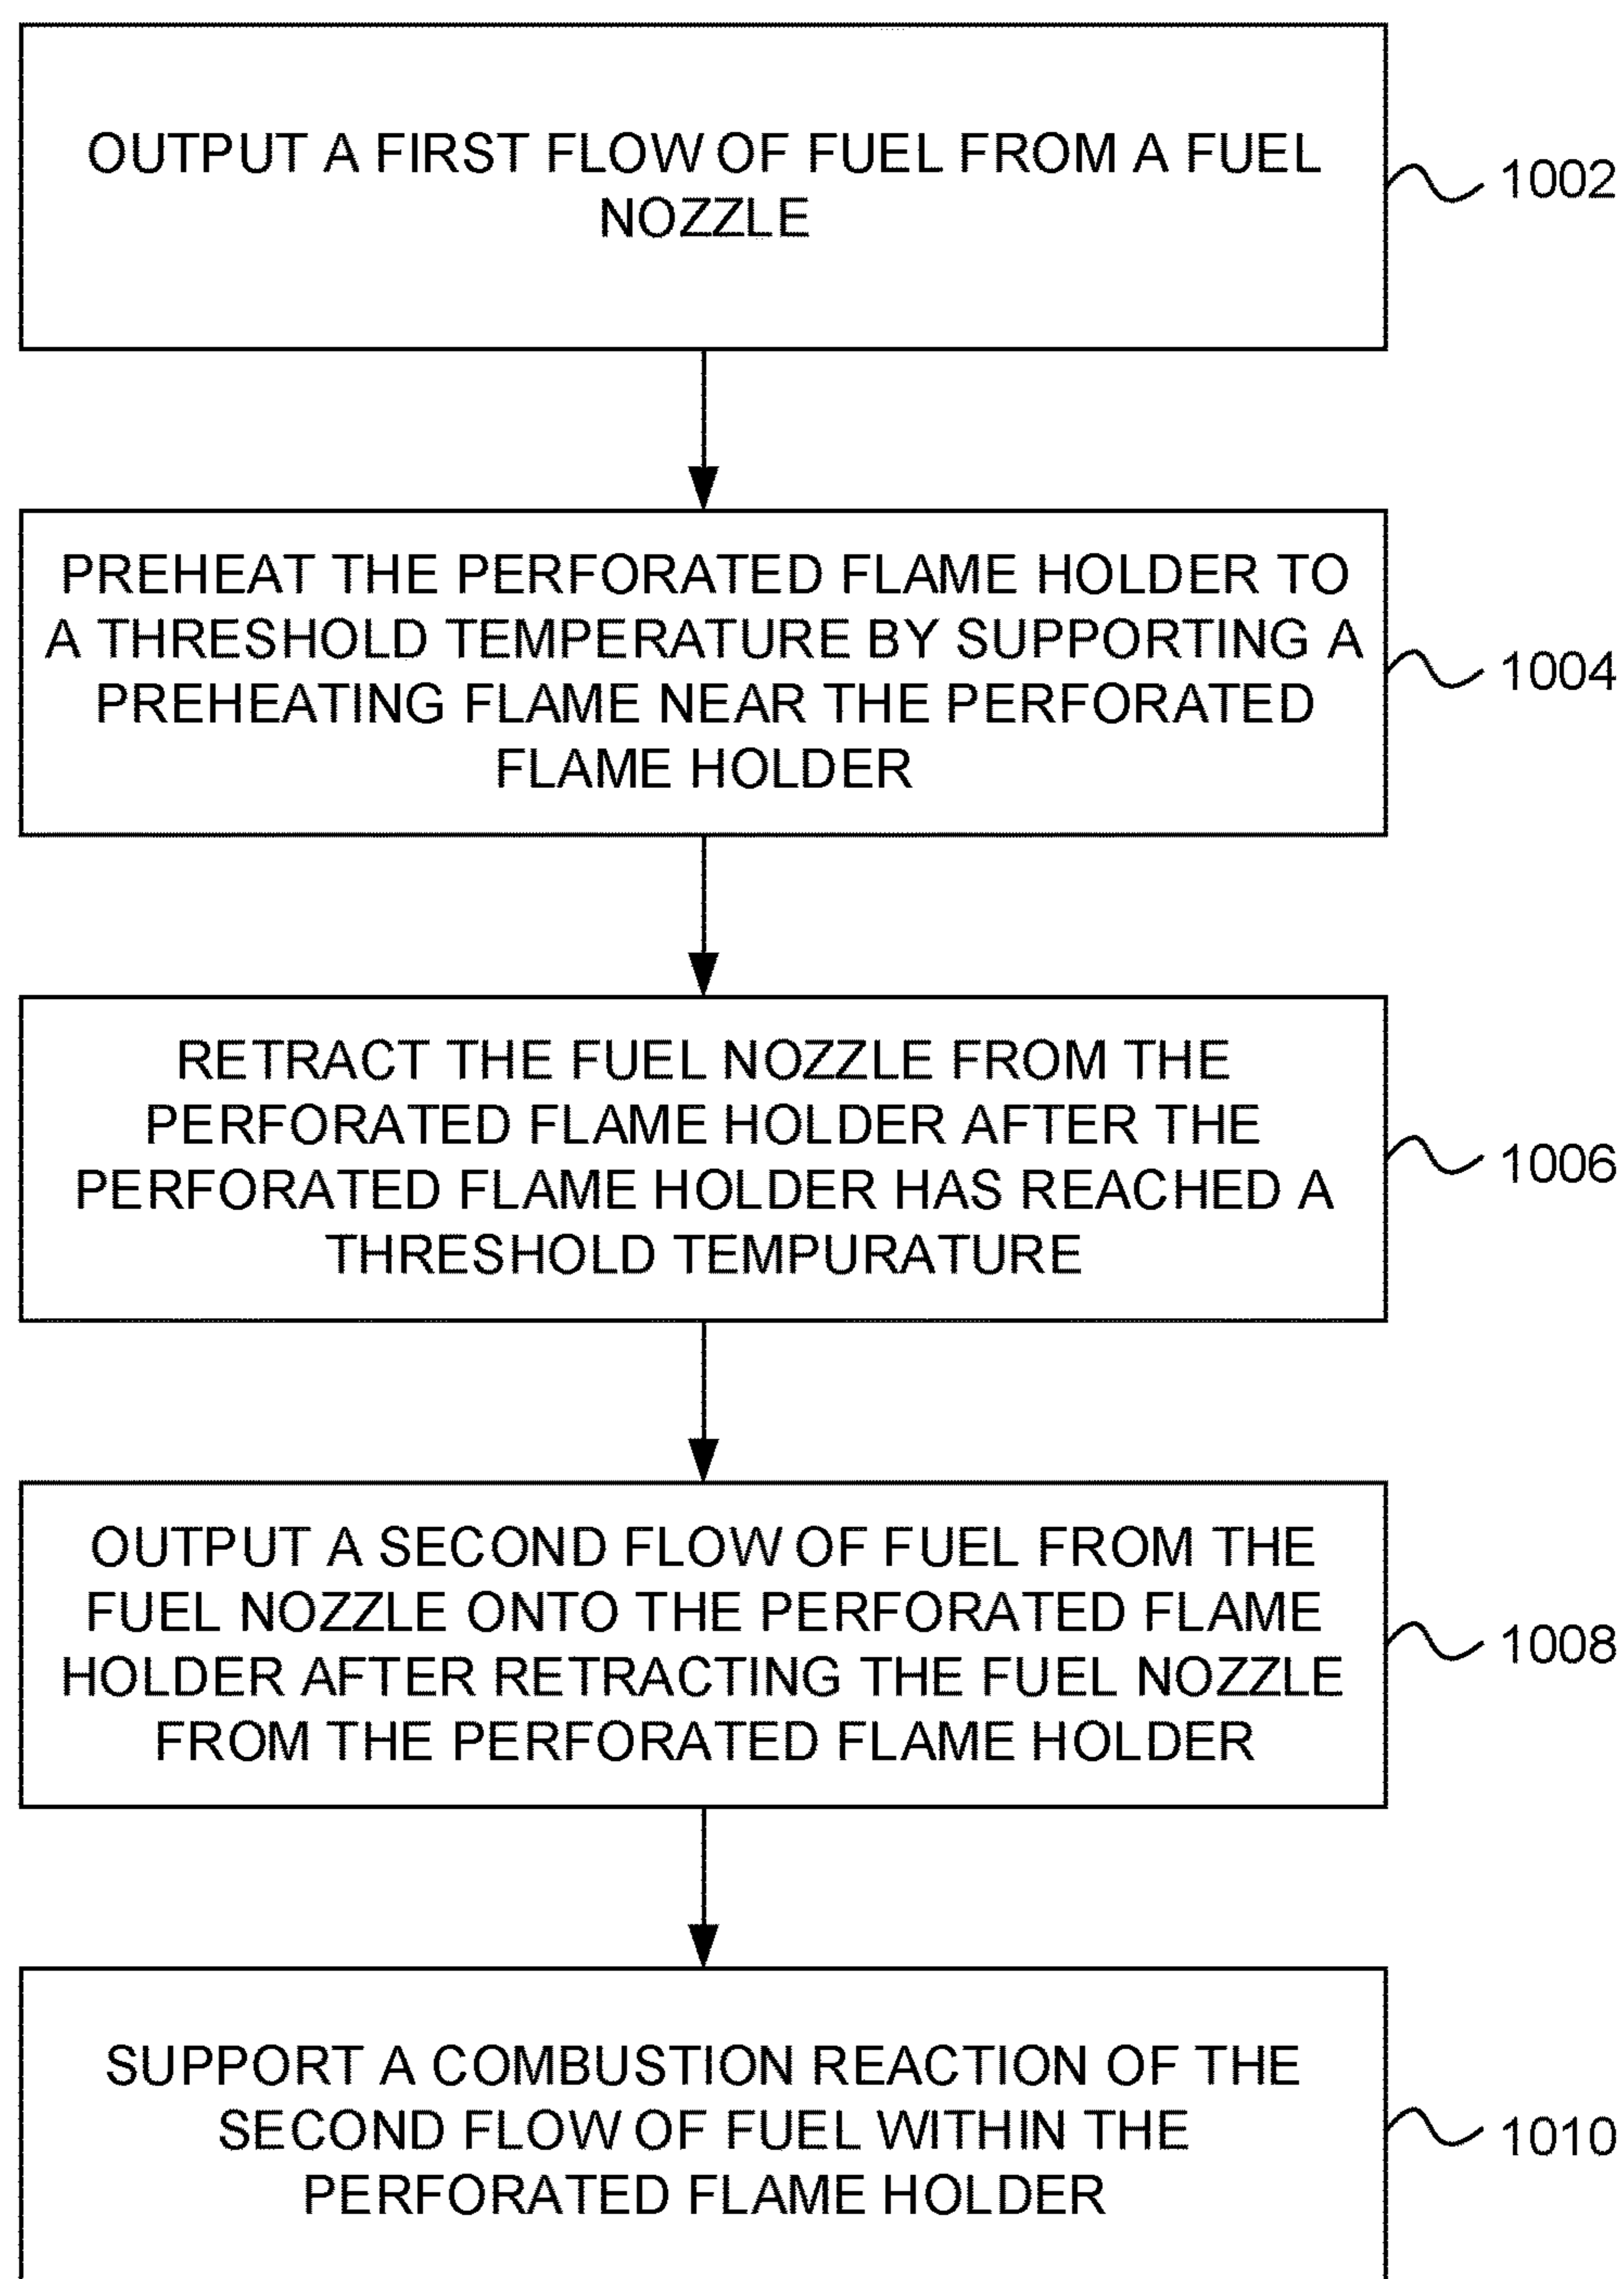 OUTPUT A FIRST FLOW OF FUEL FROM A FUEL
NOZZLE
1002
PREHEAT THE PERFORATED FLAME HOLDER TO
A THRESHOLD TEMPERATURE BY SUPPORTING A
PREHEATING FLAME NEAR THE PERFORATED
FLAME HOLDER
1004
RETRACT THE FUEL NOZZLE FROM THE
PERFORATED FLAME HOLDER AFTER THE
PERFORATED FLAME HOLDER HAS REACHED A
THRESHOLD TEMPURATURE
1006
OUTPUT A SECOND FLOW OF FUEL FROM THE
FUEL NOZZLE ONTO THE PERFORATED FLAME
HOLDER AFTER RETRACTING THE FUEL NOZZLE
FROM THE PERFORATED FLAME HOLDER
1008
SUPPORT A COMBUSTION REACTION OF THE
SECOND FLOW OF FUEL WITHIN THE
PERFORATED FLAME HOLDER
1010